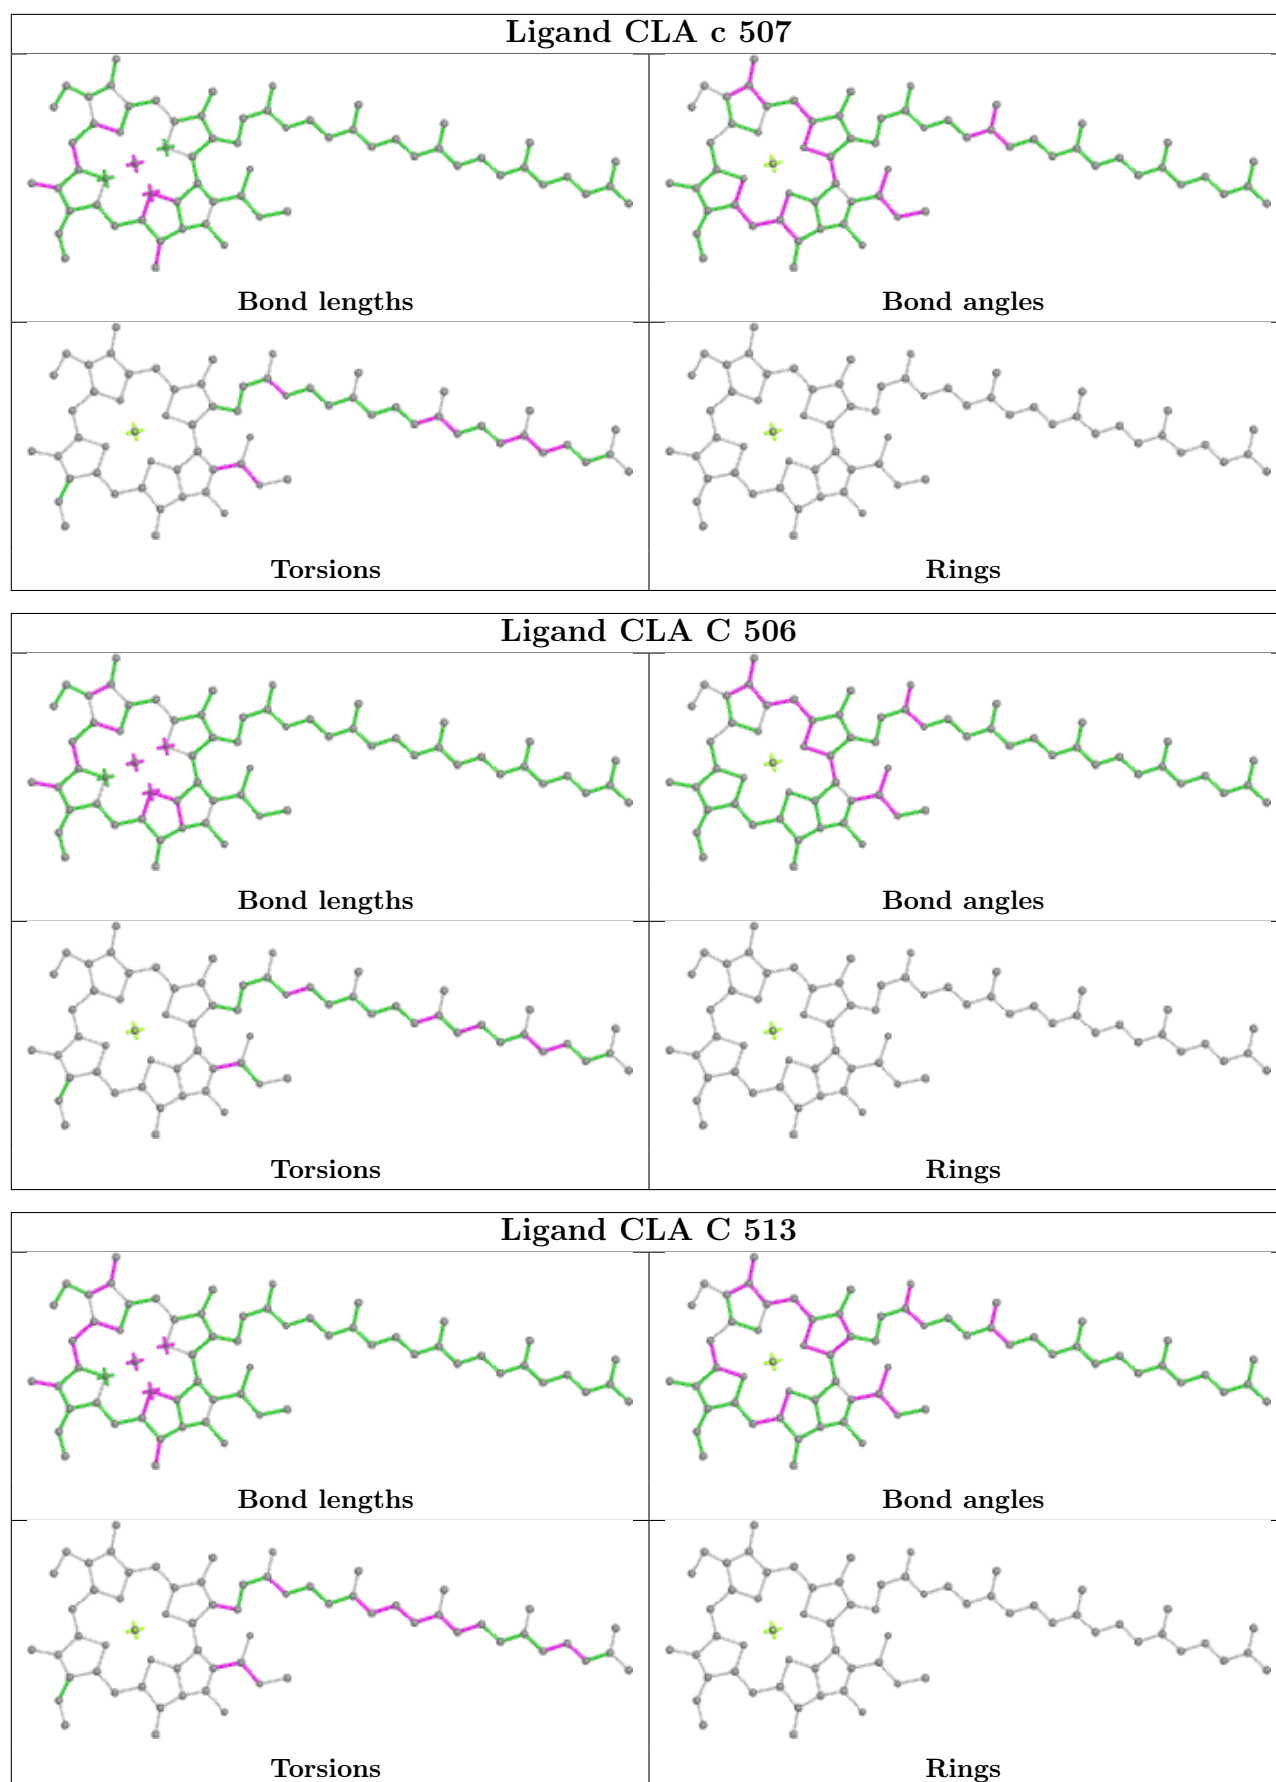 Ligand CLA c 507
Bond lengths
Bond angles
Torsions
Rings
Ligand CLA C 506
Bond lengths
Bond angles
Torsions
Rings
Ligand CLA C 513
Bond lengths
Bond angles
Torsions
Rings